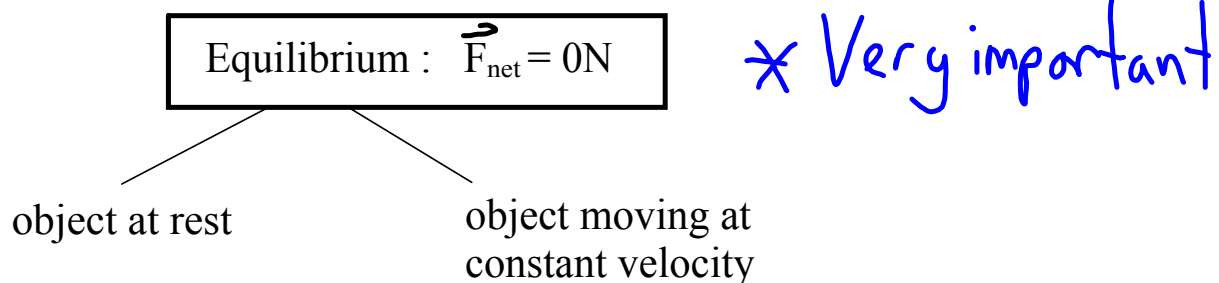 Equilibrium : F⃗net = 0N
* Very important
object at rest
object moving at
constant velocity